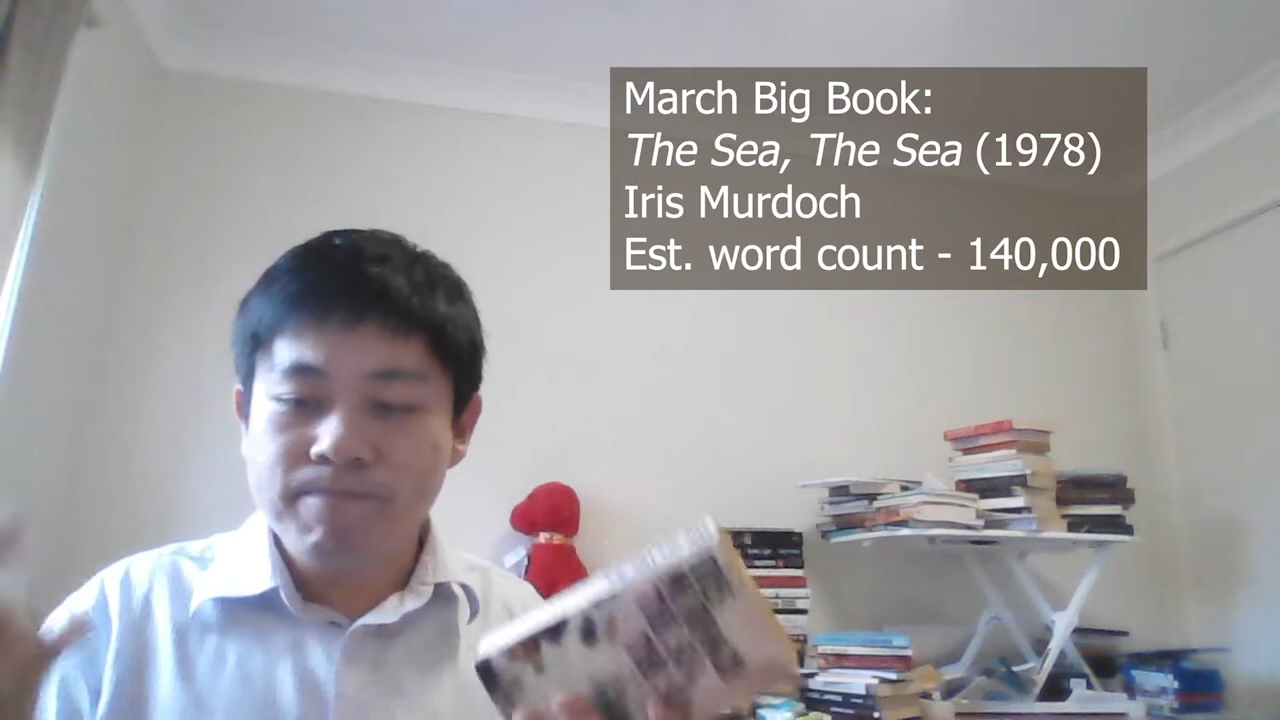 March Big Book:
The Sea, The Sea (1978)
Iris Murdoch
Est. word count - 140,000